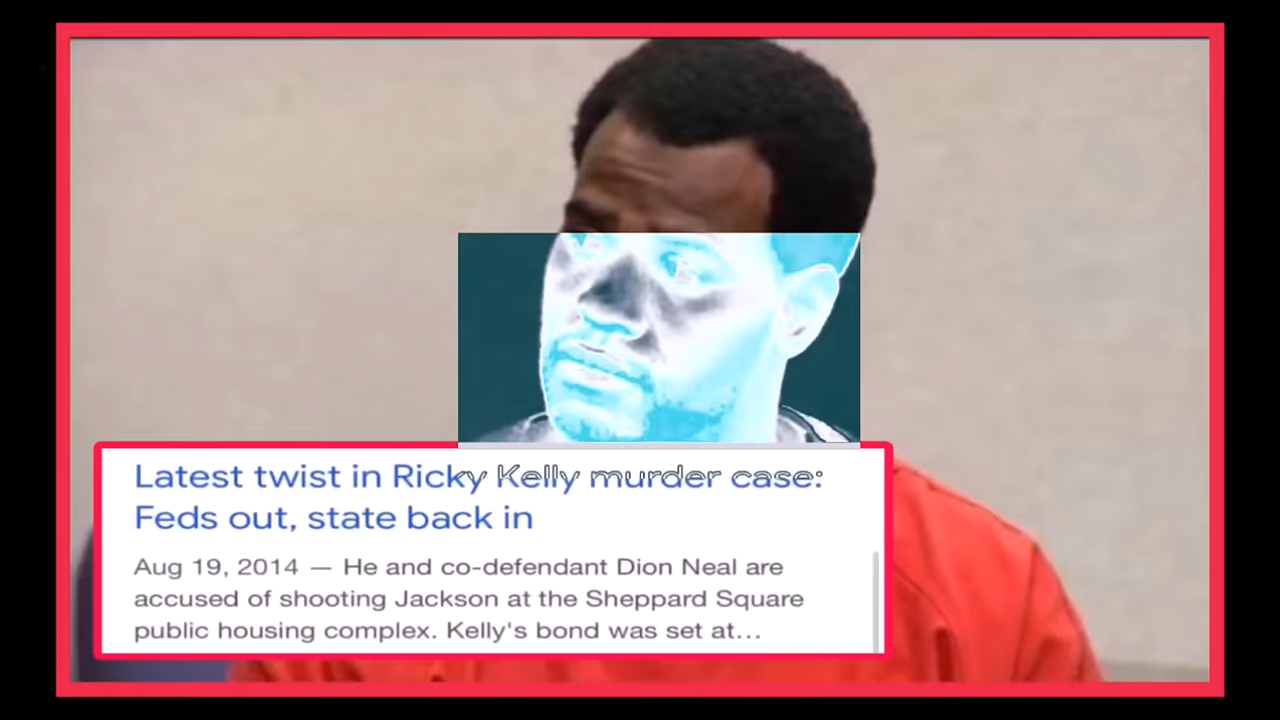 Latest twist in Ricky Kelly murder case:
Feds out, state back in
Aug 19, 2014 — He and co-defendant Dion Neal are
accused of shooting Jackson at the Sheppard Square
public housing complex. Kelly's bond was set at...